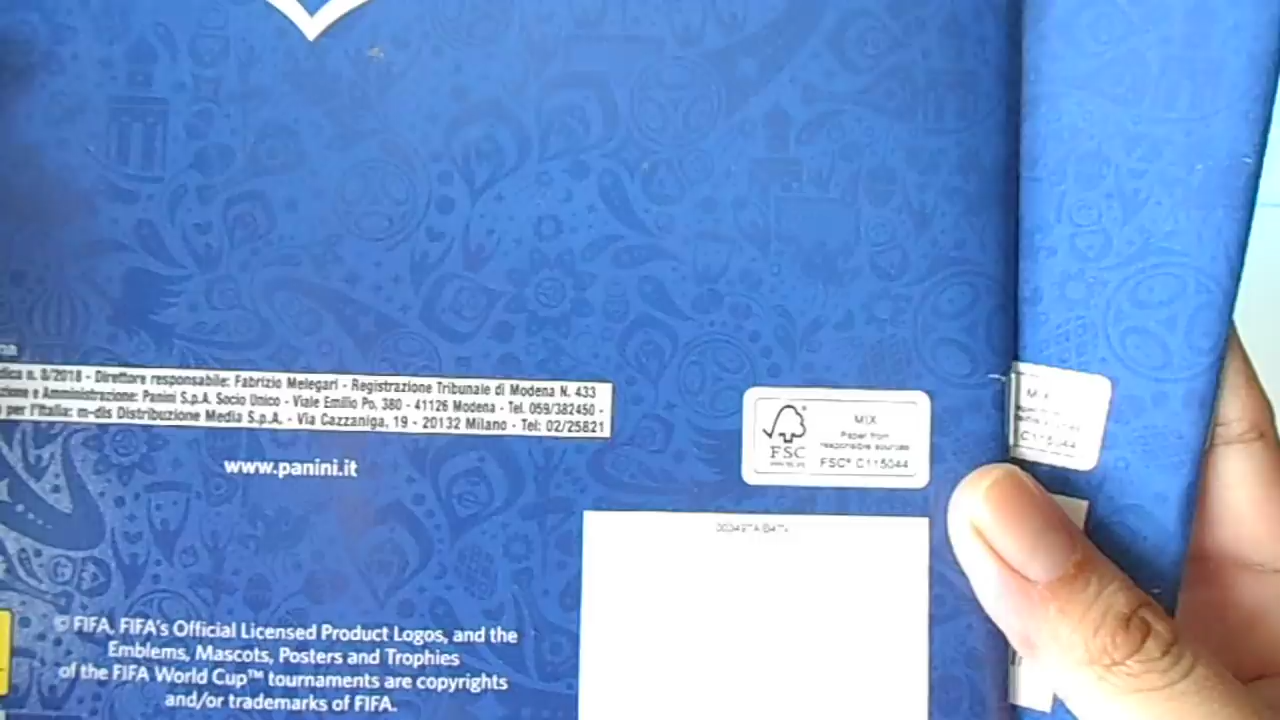 dica n. 8/2018 - Direttore responsabile: Fabrizio Melegari - Registrazione Tribunale di Modena N. 433
zione e Amministrazione: Panini S.p.A. Socio Unico - Viale Emilio Po, 380 - 41126 Modena - Tel. 059/382450 -
per l'Italia: m-dis Distribuzione Media S.p.A. - Via Cazzaniga, 19 - 20132 Milano - Tel: 02/25821
www.panini.it
FSC
MIX
Paper from
responsible sources
FSC® C115044
MIX
C115044
© FIFA, FIFA's Official Licensed Product Logos, and the
Emblems, Mascots, Posters and Trophies
of the FIFA World Cup™ tournaments are copyrights
and/or trademarks of FIFA.